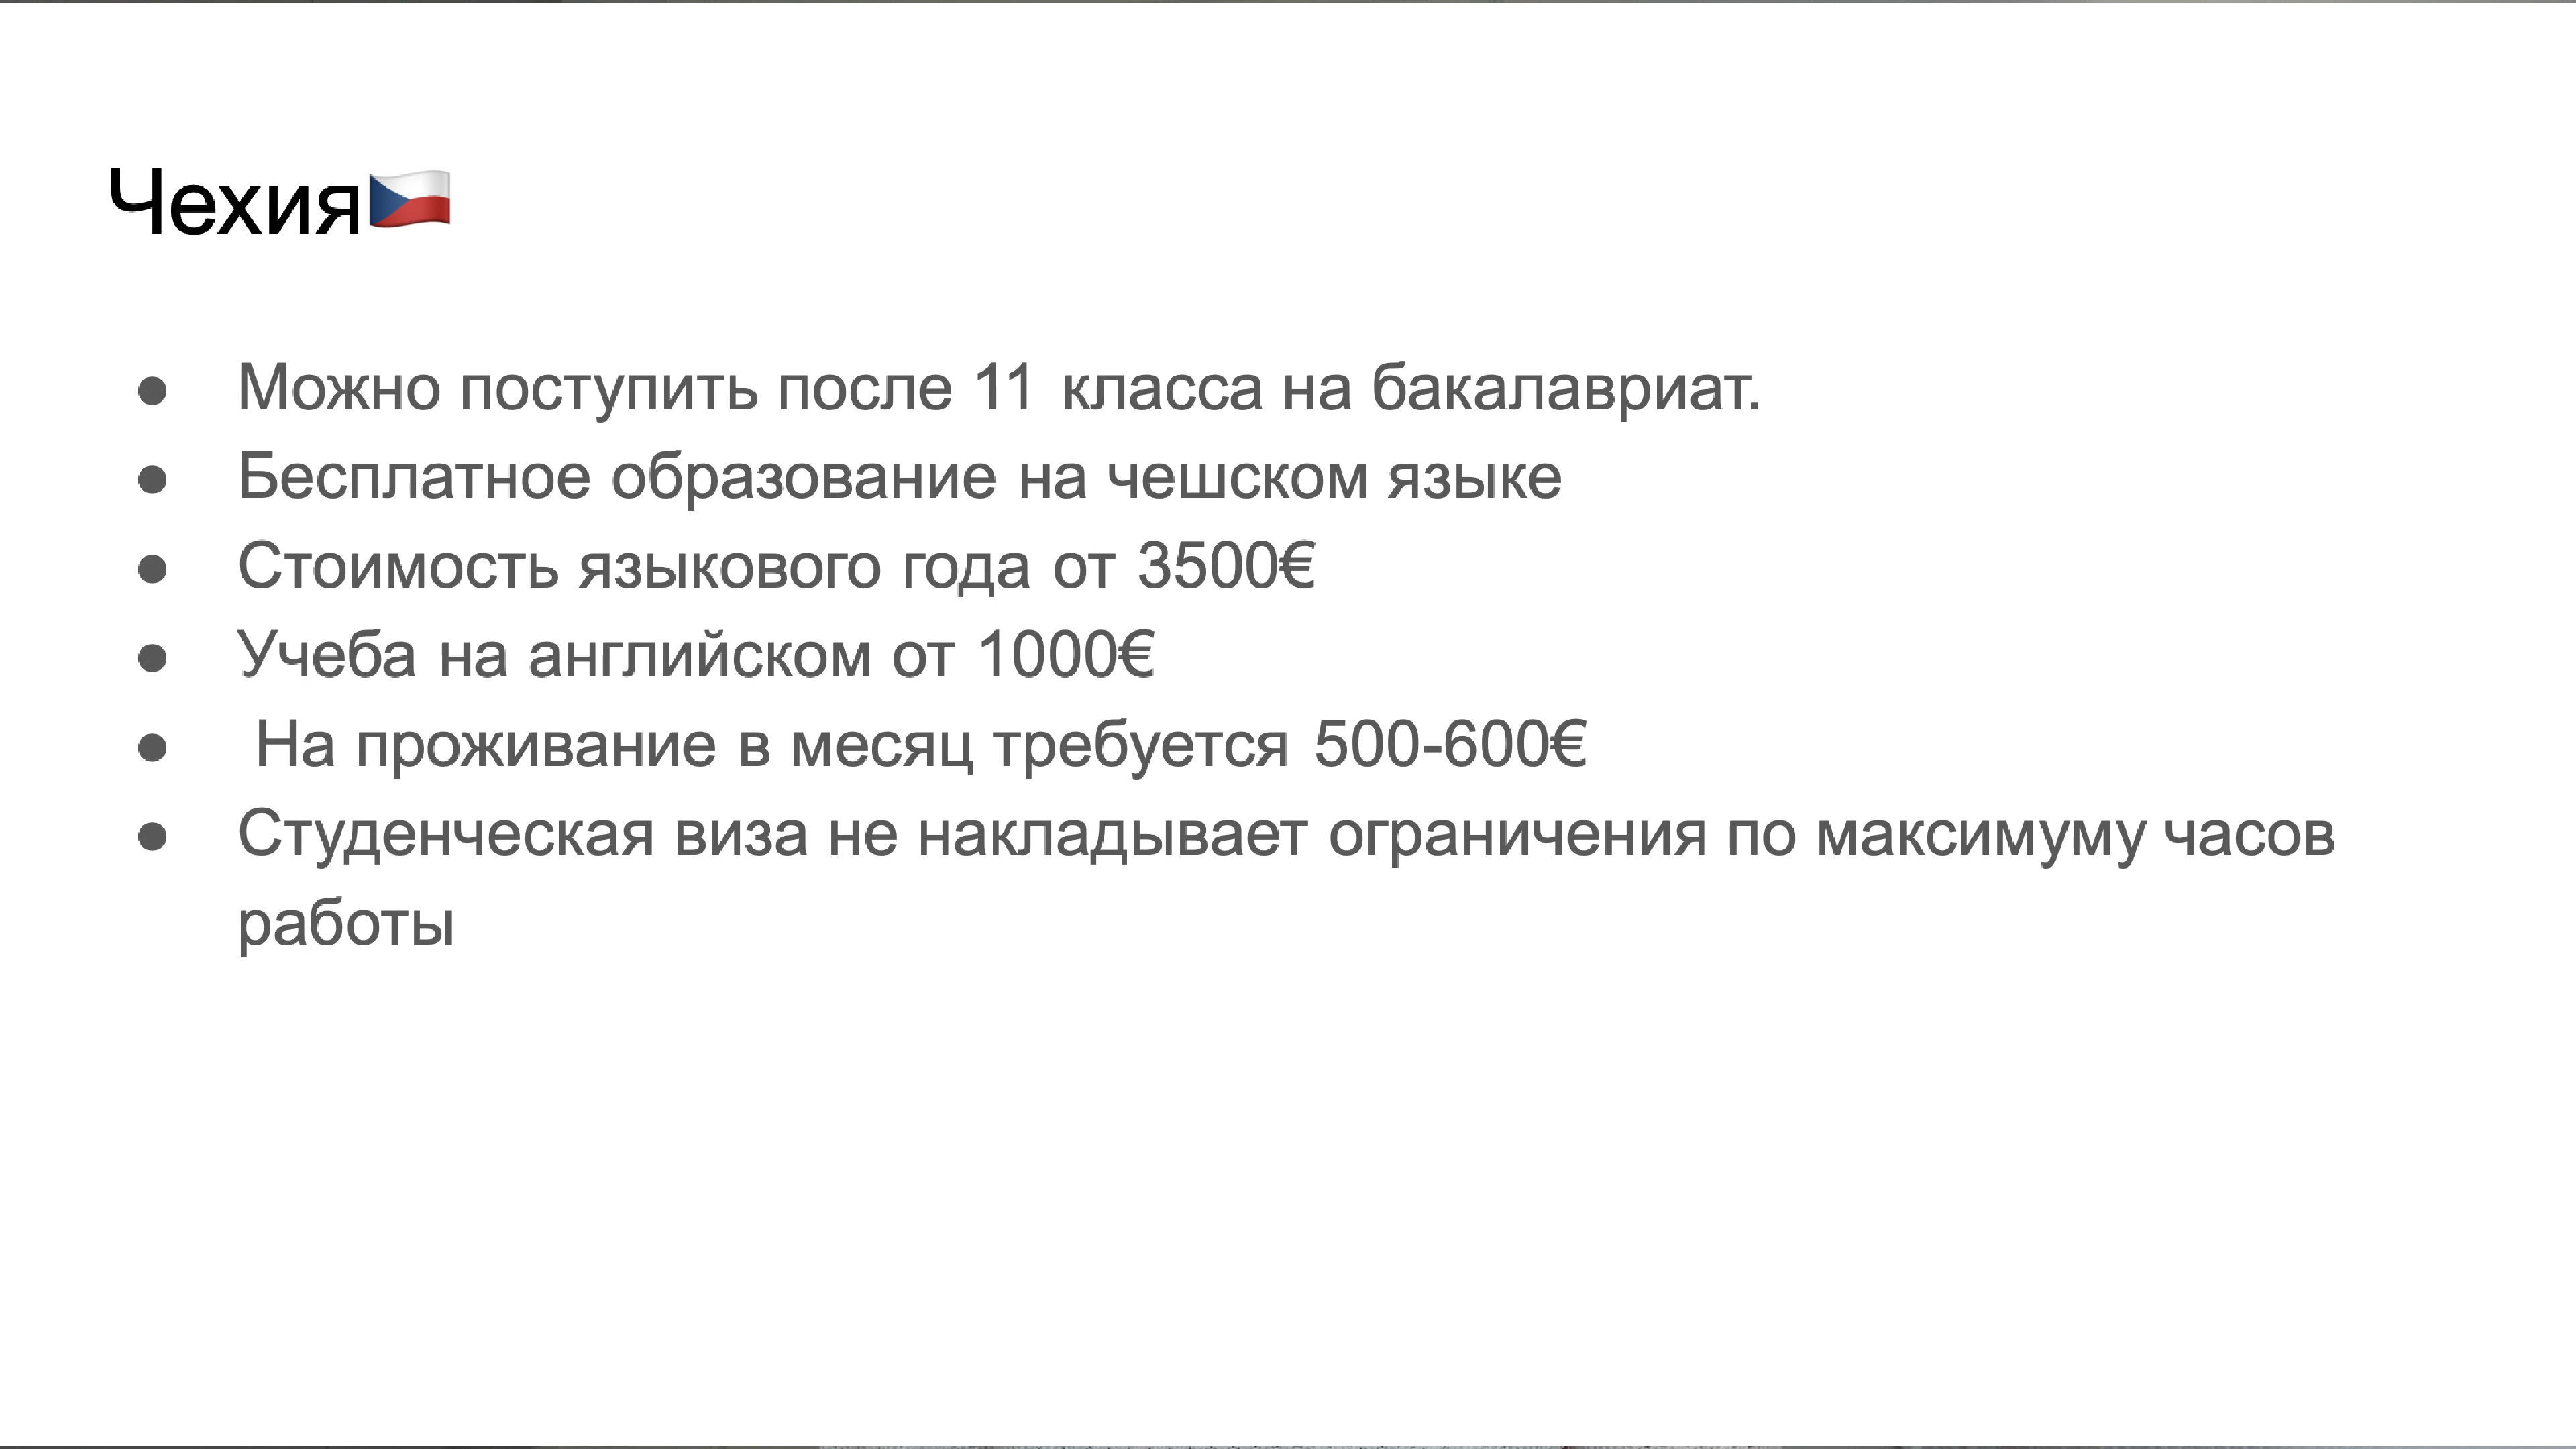 Чехия🇨🇿
● Можно поступить после 11 класса на бакалавриат.
● Бесплатное образование на чешском языке
● Стоимость языкового года от 3500€
● Учеба на английском от 1000€
● На проживание в месяц требуется 500-600€
● Студенческая виза не накладывает ограничения по максимуму часов
работы